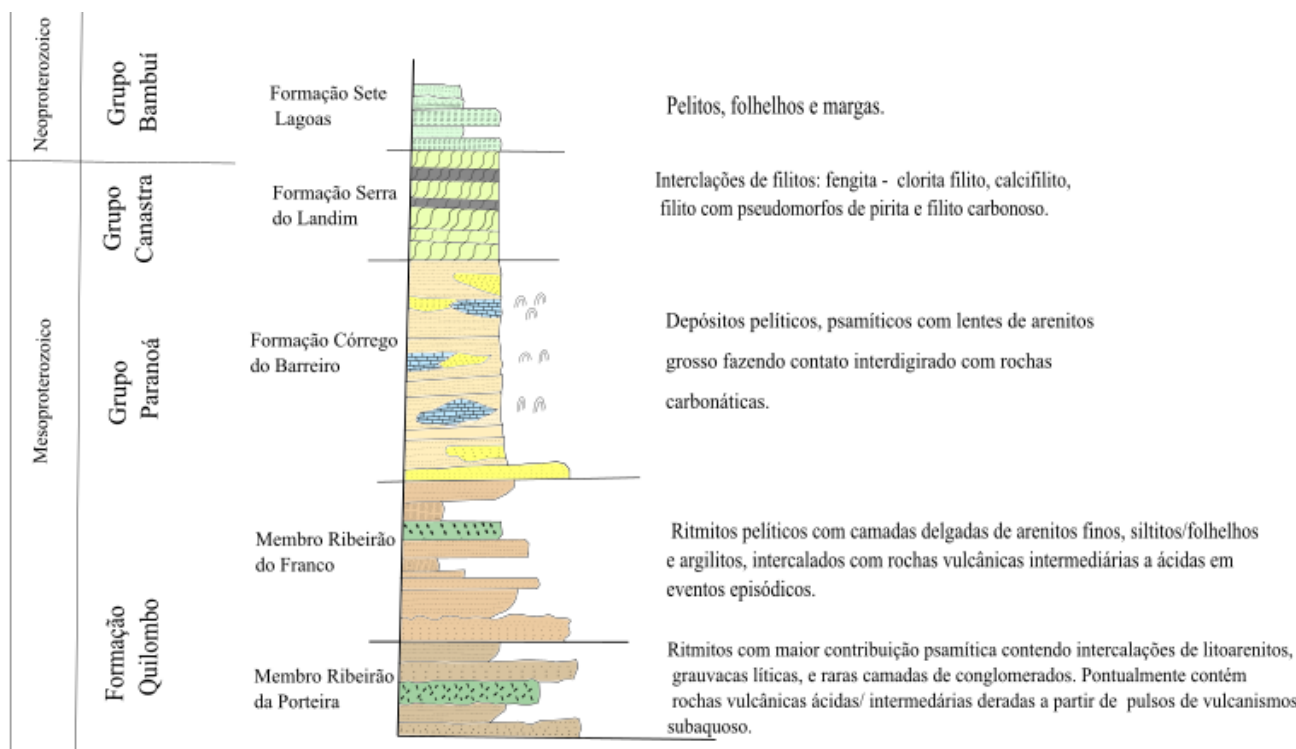 Neoproterozoico
Grupo
Bambuí
Formação Sete
Lagoas
Pelitos, folhelhos e margas.
Mesoproterozoico
Grupo
Canastra
Formação Serra
do Landim
Interclações de filitos: fengita - clorita filito, calcifilito,
filito com pseudomorfos de pirita e filito carbonoso.
Grupo
Paranoá
Formação Córrego
do Barreiro
Depósitos pelíticos, psamíticos com lentes de arenitos
grosso fazendo contato interdigirado com rochas
carbonáticas.
Formação
Quilombo
Membro Ribeirão
do Franco
Ritmitos pelíticos com camadas delgadas de arenitos finos, siltitos/folhelhos
e argilitos, intercalados com rochas vulcânicas intermediárias a ácidas em
eventos episódicos.
Membro Ribeirão
da Porteira
Ritmitos com maior contribuição psamítica contendo intercalações de litoarenitos,
grauvacas líticas, e raras camadas de conglomerados. Pontualmente contém
rochas vulcânicas ácidas/ intermedárias deradas a partir de pulsos de vulcanismos
subaquoso.